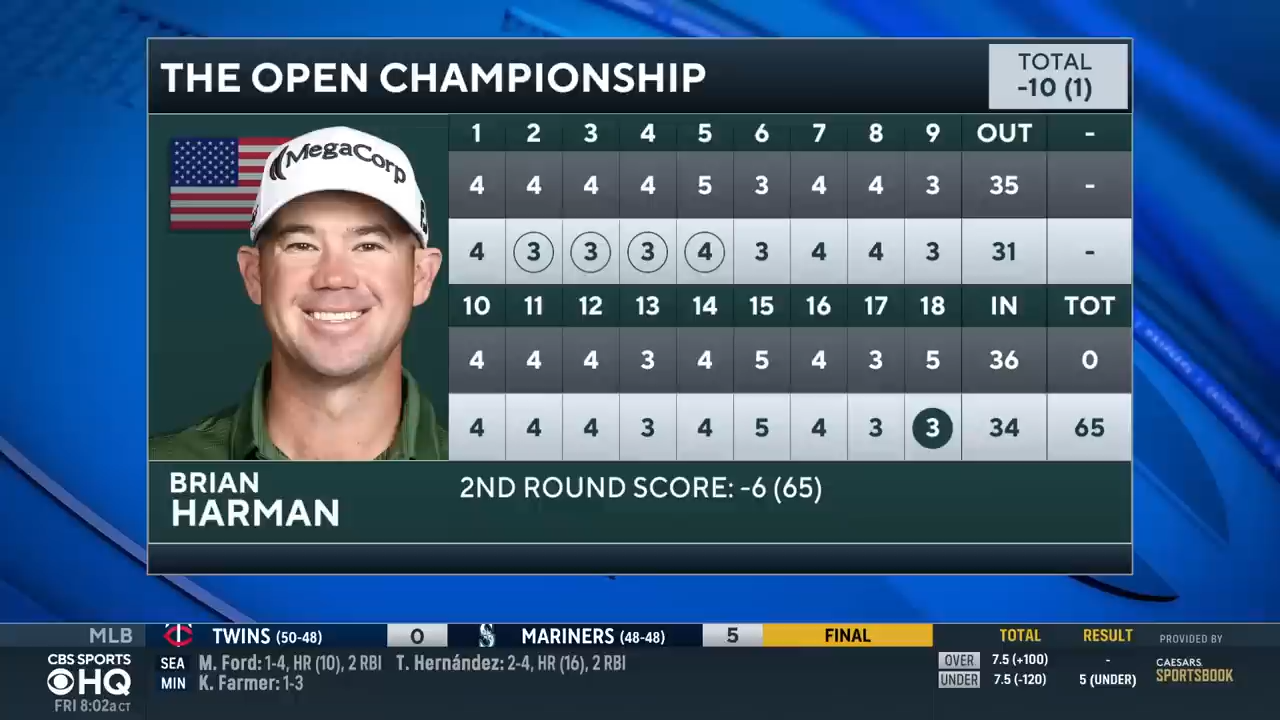 THE OPEN CHAMPIONSHIP
TOTAL
-10 (1)
MegaCorp
1 2 3 4 5 6 7 8 9 OUT -
4 4 4 4 5 3 4 4 3 35 -
4 3 3 3 4 3 4 4 3 31 -
10 11 12 13 14 15 16 17 18 IN TOT
4 4 4 3 4 5 4 3 5 36 0
4 4 4 3 4 5 4 3 3 34 65
BRIAN
HARMAN
2ND ROUND SCORE: -6 (65)
MLB TWINS (50-48) 0 MARINERS (48-48) 5 FINAL TOTAL RESULT PROVIDED BY
CBS SPORTS
HQ
FRI 8:02a CT
SEA M. Ford: 1-4, HR (10), 2 RBI T. Hernández: 2-4, HR (16), 2 RBI
MIN K. Farmer: 1-3
OVER 7.5 (+100) -
UNDER 7.5 (-120) 5 (UNDER)
CAESARS
SPORTSBOOK